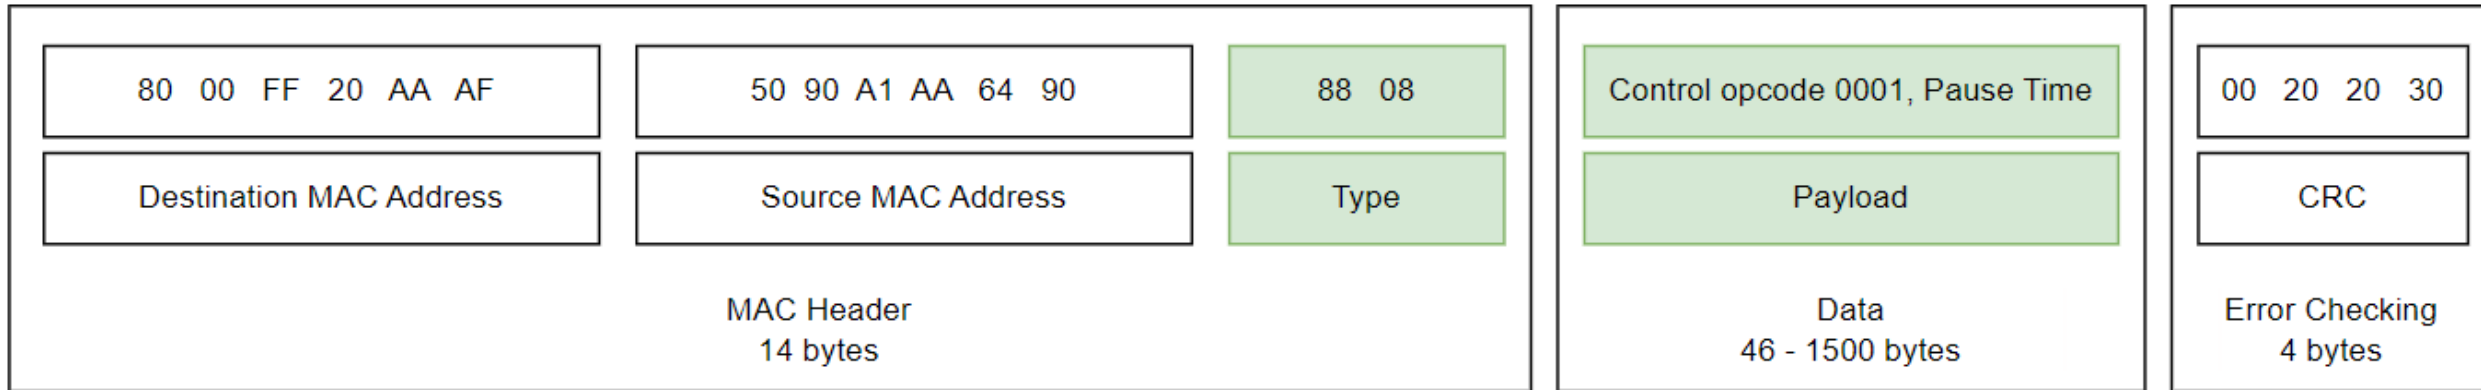 80 00 FF 20 AA AF
50 90 A1 AA 64 90
88 08
Control opcode 0001, Pause Time
00 20 20 30
Destination MAC Address
Source MAC Address
Type
Payload
CRC
MAC Header
14 bytes
Data
46 - 1500 bytes
Error Checking
4 bytes